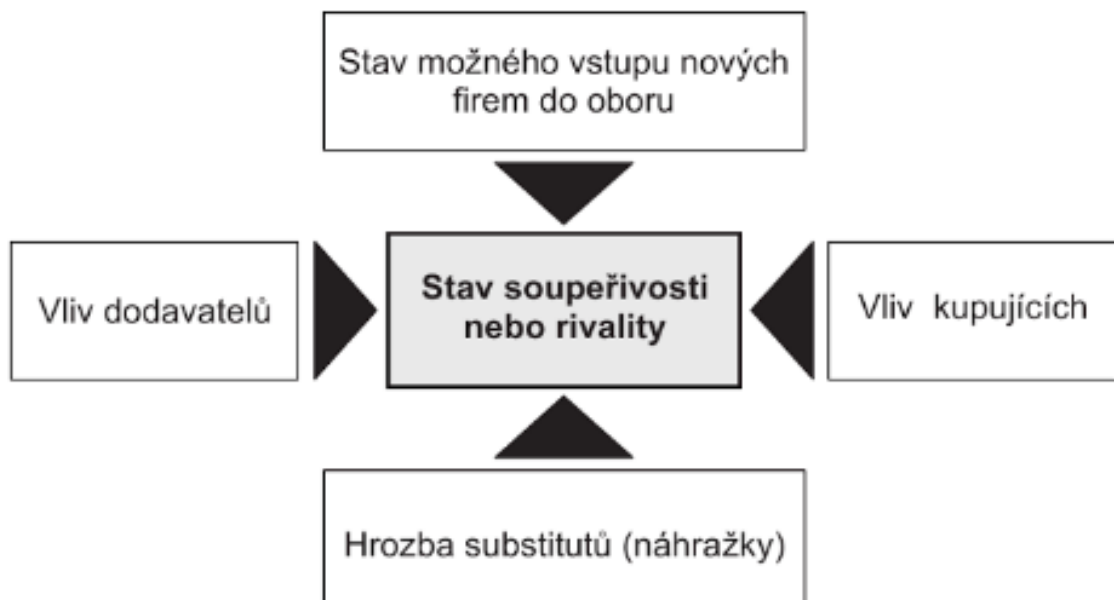 Stav možného vstupu nových
firem do oboru
Vliv dodavatelů
Stav soupeřivosti
nebo rivality
Vliv kupujících
Hrozba substitutů (náhražky)